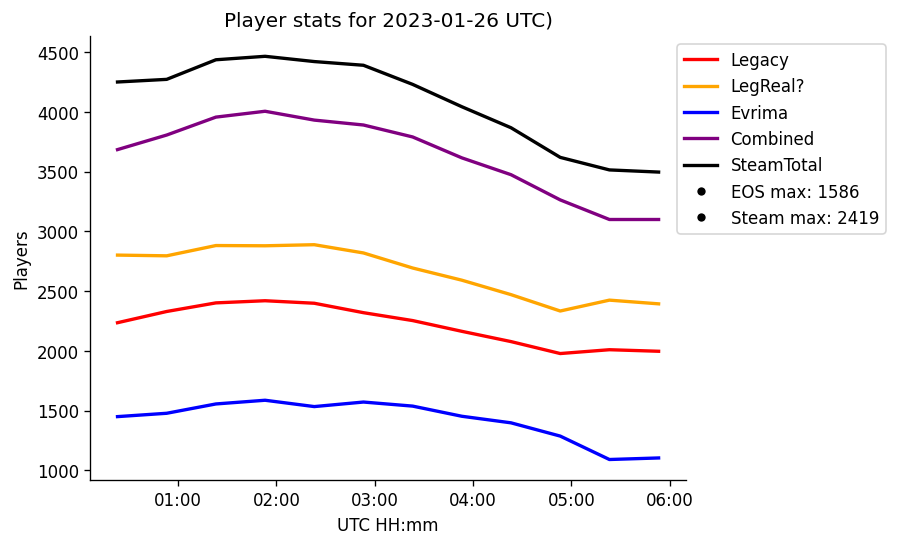 Player stats for 2023-01-26 UTC)
4500
4000
3500
3000
2500
2000
1500
1000
Players
01:00 02:00 03:00 04:00 05:00 06:00
UTC HH:mm
Legacy
LegReal?
Evrima
Combined
SteamTotal
EOS max: 1586
Steam max: 2419